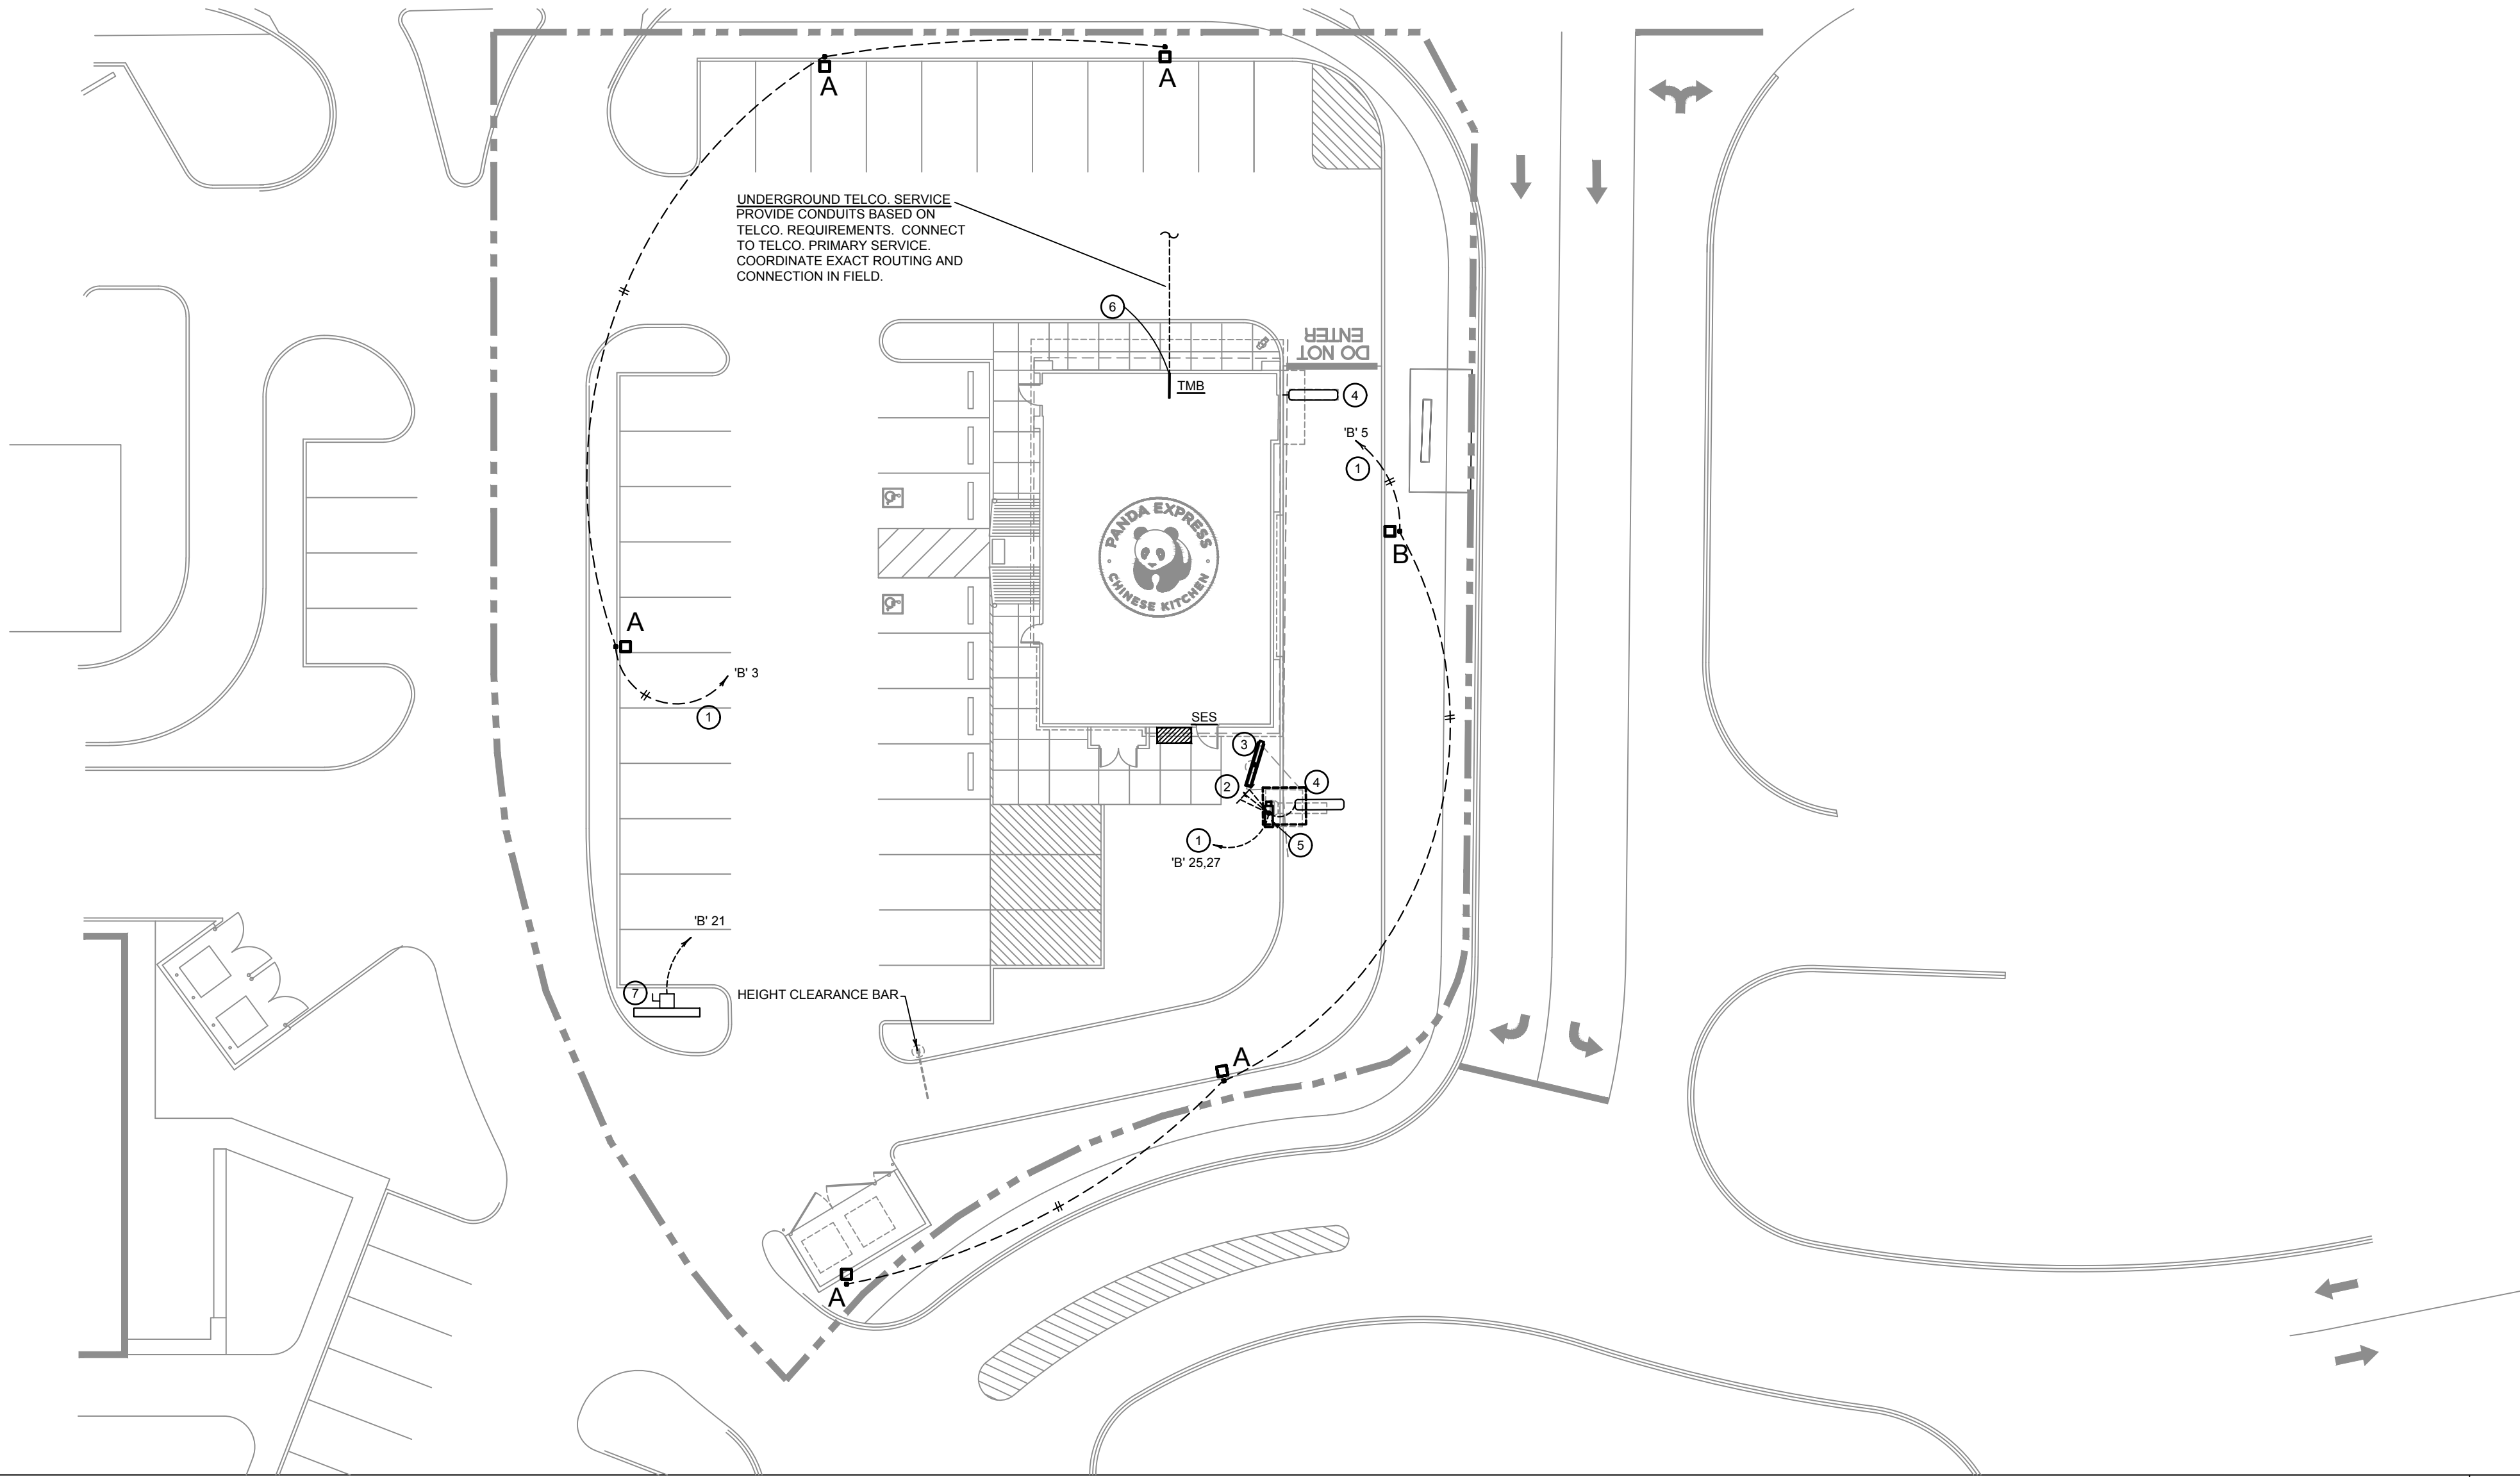 A
A
UNDERGROUND TELCO. SERVICE
PROVIDE CONDUITS BASED ON
TELCO. REQUIREMENTS. CONNECT
TO TELCO. PRIMARY SERVICE.
COORDINATE EXACT ROUTING AND
CONNECTION IN FIELD.
6
DO NOT
ENTER
TMB
4
'B' 5
1
PANDA EXPRESS
CHINESE KITCHEN
B
A
'B' 3
1
SES
3
2
4
1
5
'B' 25,27
'B' 21
7
HEIGHT CLEARANCE BAR
A
A